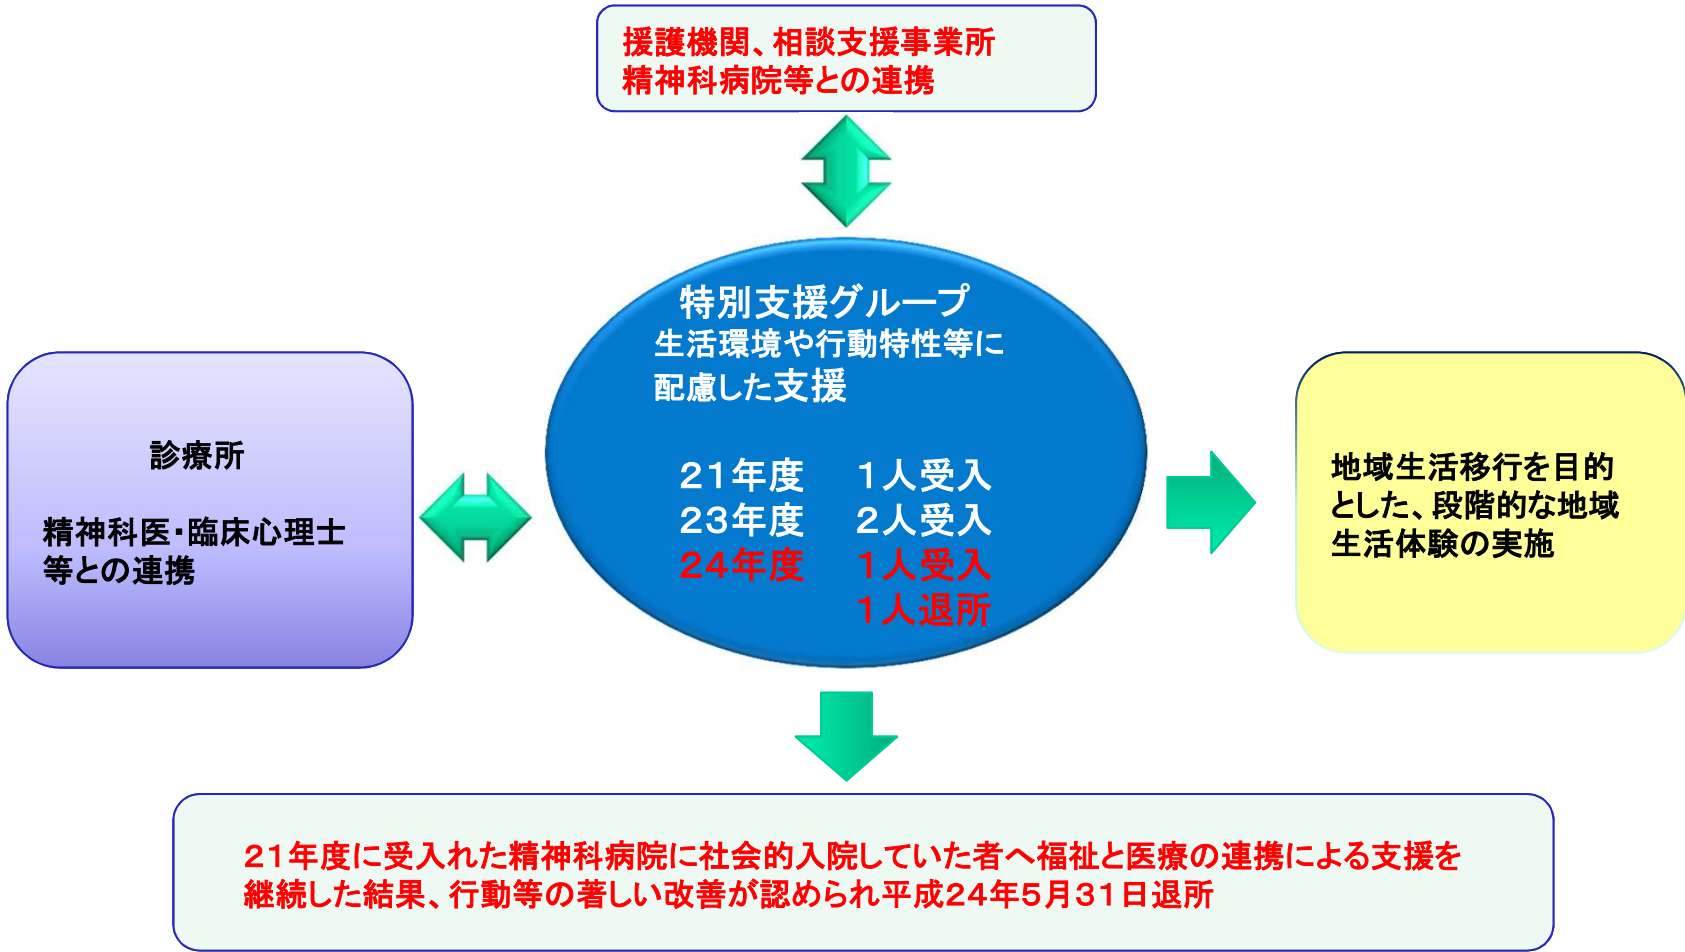 援護機関、相談支援事業所
精神科病院等との連携
特別支援グループ
生活環境や行動特性等に
配慮した支援
２１年度　１人受入
２３年度　２人受入
２４年度　１人受入
１人退所
診療所
精神科医・臨床心理士
等との連携
地域生活移行を目的
とした、段階的な地域
生活体験の実施
２１年度に受入れた精神科病院に社会的入院していた者へ福祉と医療の連携による支援を
継続した結果、行動等の著しい改善が認められ平成２４年５月３１日退所